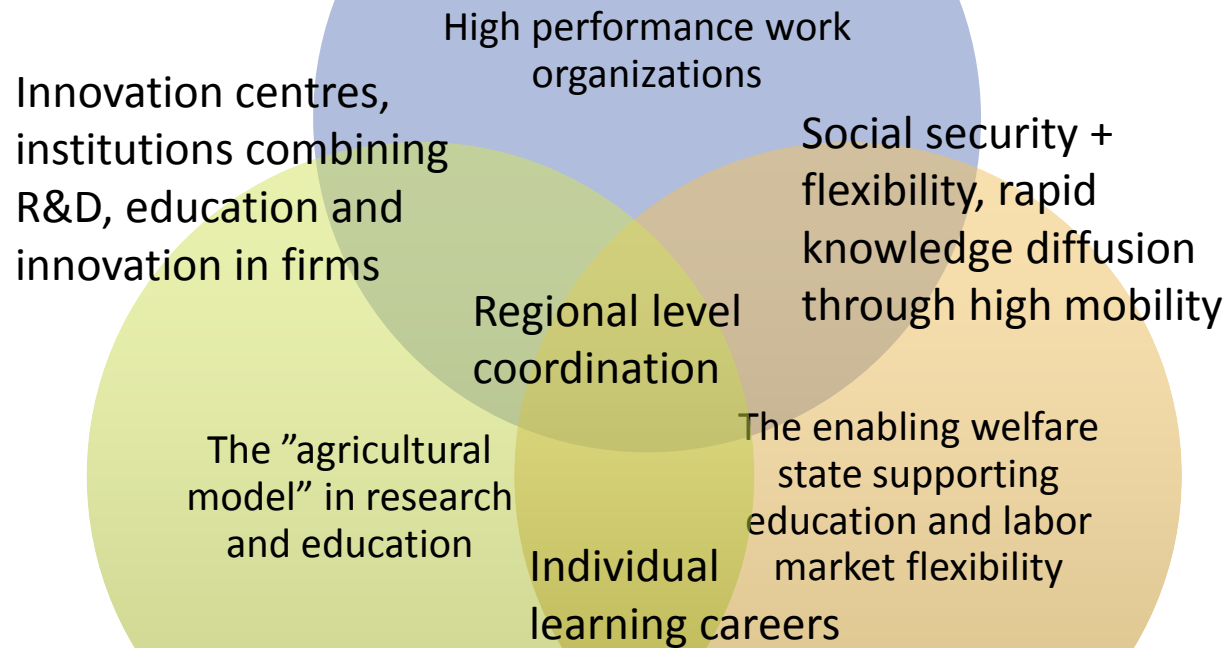 High performance work
organizations
Innovation centres,
institutions combining
R&D, education and
innovation in firms
Social security +
flexibility, rapid
knowledge diffusion
through high mobility
Regional level
coordination
The ”agricultural
model” in research
and education
The enabling welfare
state supporting
education and labor
market flexibility
Individual
learning careers